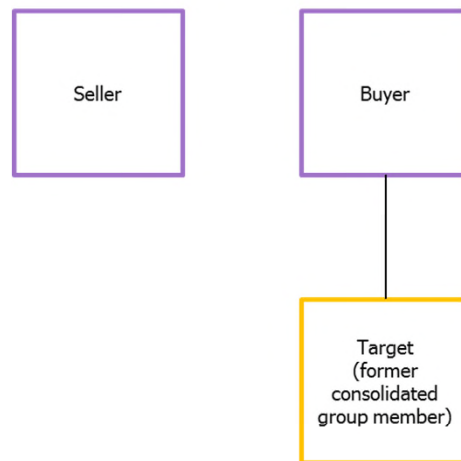 Seller
Buyer
Target
(former
consolidated
group member)